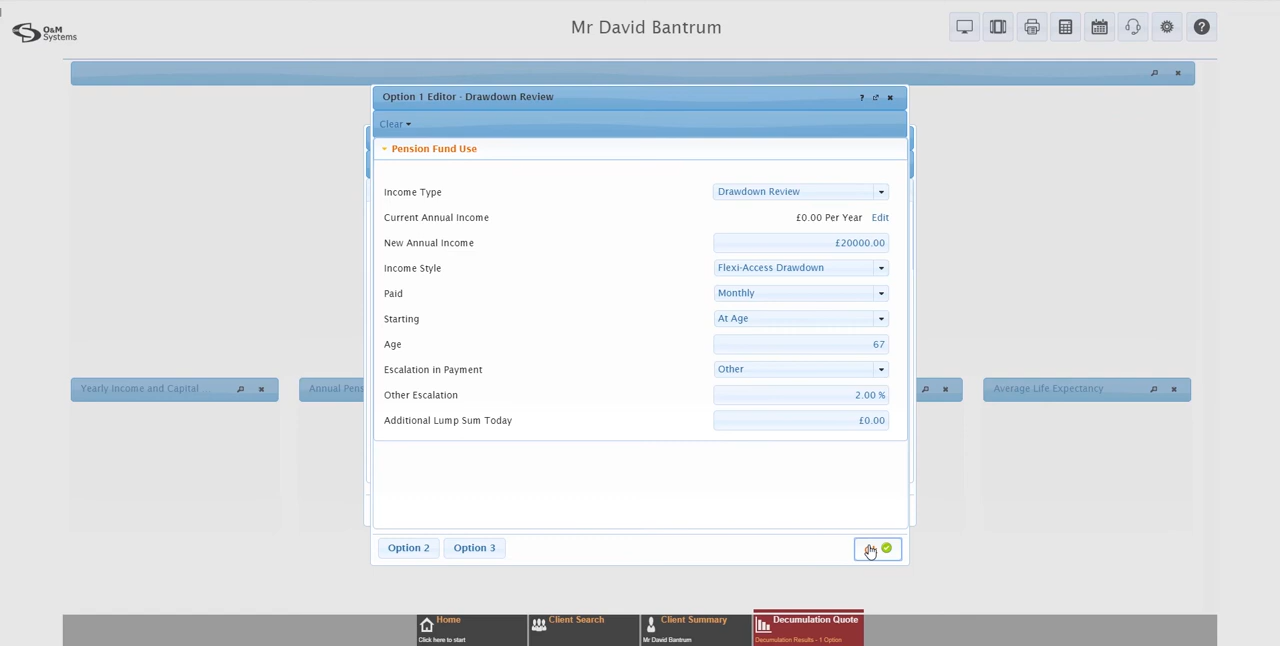 O&M
Systems
Mr David Bantrum
?
Option 1 Editor - Drawdown Review
?
Clear
Pension Fund Use
Income Type
Drawdown Review
Current Annual Income
£0.00 Per Year Edit
New Annual Income
£20000.00
Income Style
Flexi-Access Drawdown
Paid
Monthly
Starting
At Age
Age
67
Escalation in Payment
Other
Other Escalation
2.00 %
Additional Lump Sum Today
£0.00
Yearly Income and Capital ...
Annual Pens
Average Life Expectancy
Option 2
Option 3
Home
Click here to start
Client Search
Client Summary
Mr David Bantrum
Decumulation Quote
Decumulation Results - 1 Option